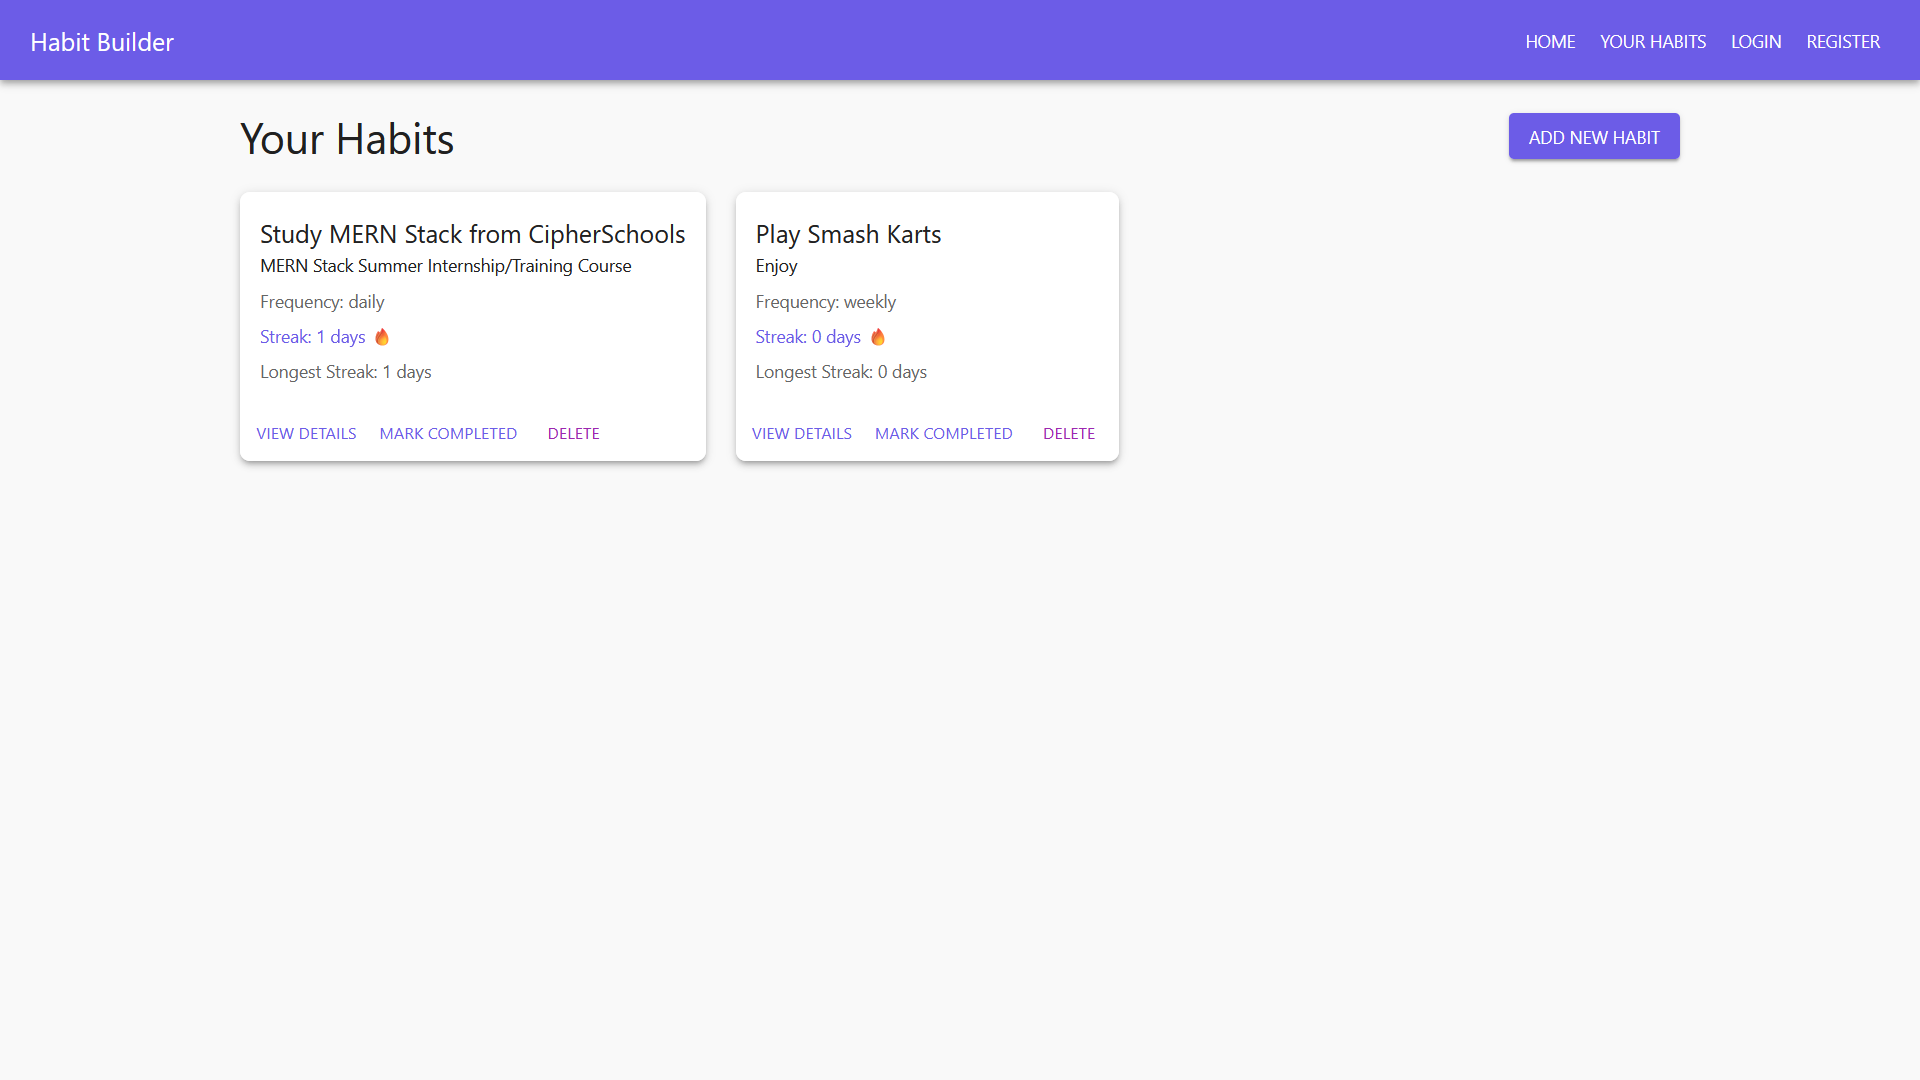 Habit Builder
HOME YOUR HABITS LOGIN REGISTER
Your Habits
ADD NEW HABIT
Study MERN Stack from CipherSchools
MERN Stack Summer Internship/Training Course
Frequency: daily
Streak: 1 days 🔥
Longest Streak: 1 days
VIEW DETAILS MARK COMPLETED DELETE
Play Smash Karts
Enjoy
Frequency: weekly
Streak: 0 days 🔥
Longest Streak: 0 days
VIEW DETAILS MARK COMPLETED DELETE